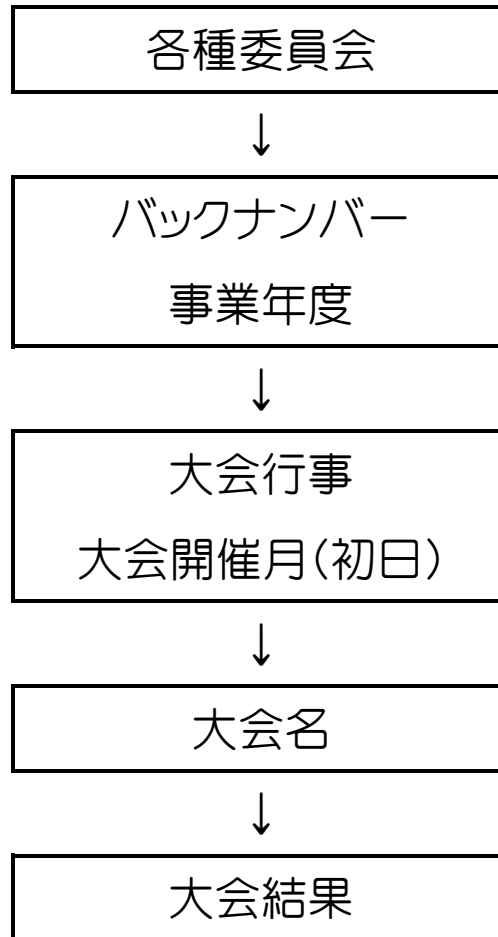 各種委員会
↓
バックナンバー
事業年度
↓
大会行事
大会開催月(初日)
↓
大会名
↓
大会結果